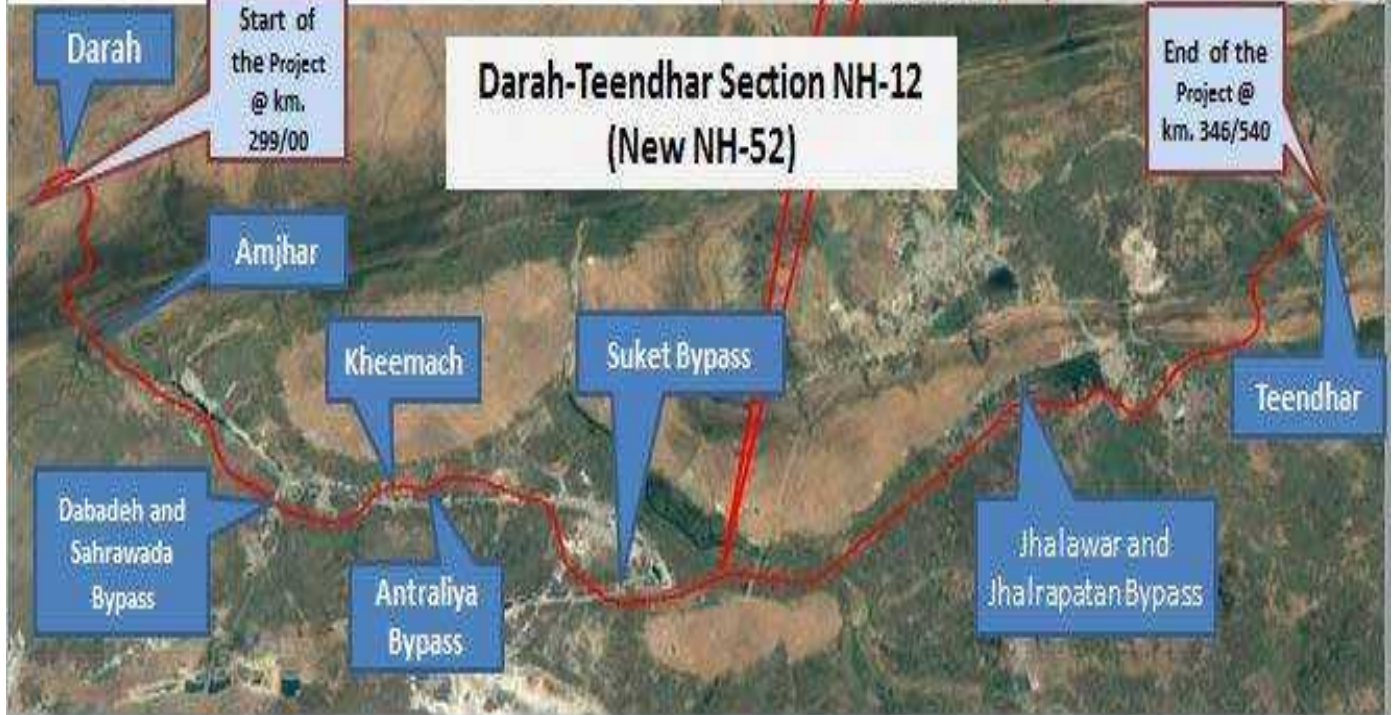 Darah
Start of
the Project
@ km.
299/00
Darah-Teendhar Section NH-12
(New NH-52)
End of the
Project @
km. 346/540
Amjhar
Kheemach
Suket Bypass
Teendhar
Dabadeh and
Sahrawada
Bypass
Antraliya
Bypass
Jhalawar and
Jhalrapatan Bypass